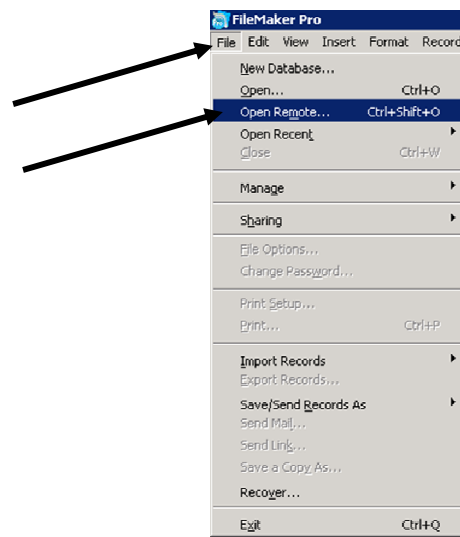 FileMaker Pro
File Edit View Insert Format Record
New Database...
Open... Ctrl+O
Open Remote... Ctrl+Shift+O
Open Recent
Close Ctrl+W
Manage
Sharing
File Options...
Change Password...
Print Setup...
Print... Ctrl+P
Import Records
Export Records...
Save/Send Records As
Send Mail...
Send Link...
Save a Copy As...
Recover...
Exit Ctrl+Q